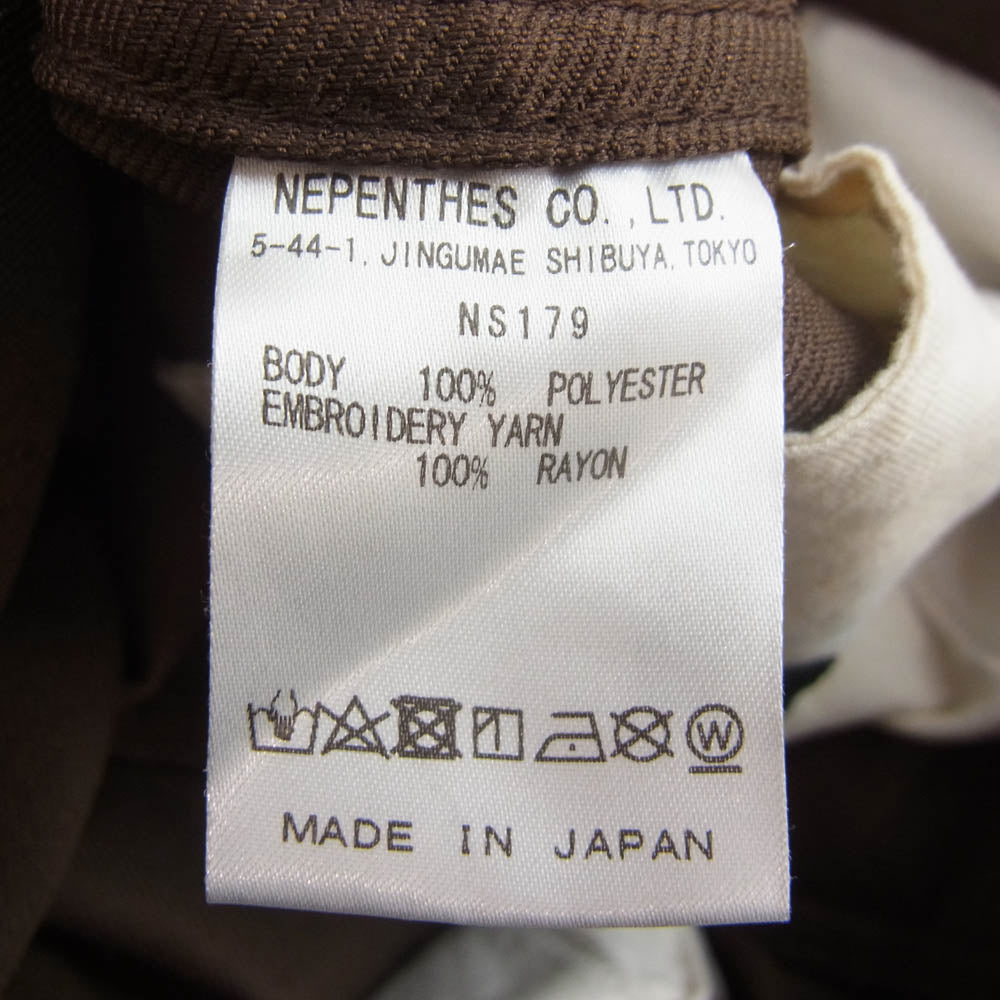 NEPENTHES CO.,LTD.
5-44-1, JINGUMAE SHIBUYA, TOKYO
NS179
BODY 100% POLYESTER
EMBROIDERY YARN
100% RAYON
W
MADE IN JAPAN